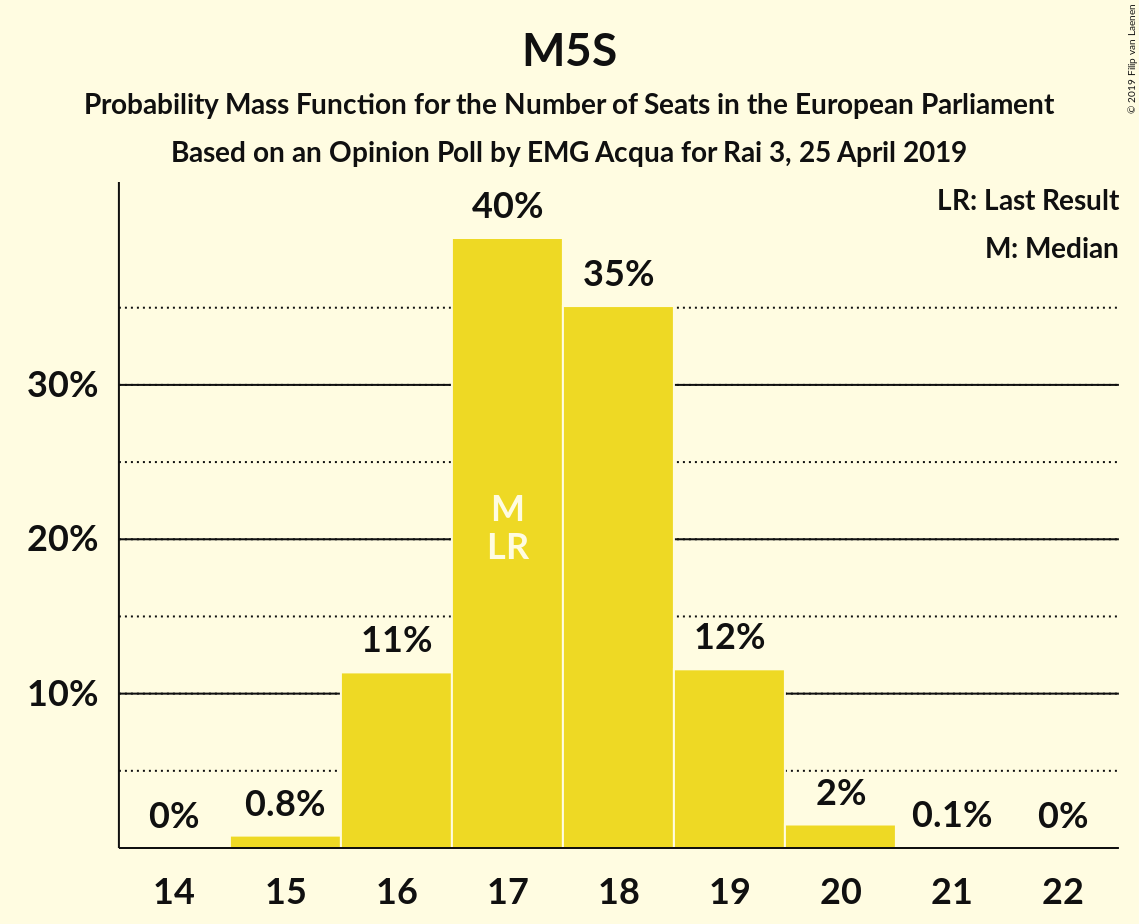 M5S
Probability Mass Function for the Number of Seats in the European Parliament
Based on an Opinion Poll by EMG Acqua for Rai 3, 25 April 2019
© 2019 Filip van Laenen
LR: Last Result
M: Median
40%
35%
30%
M
LR
20%
11%
12%
10%
0%
0.8%
2%
0.1%
0%
14 15 16 17 18 19 20 21 22